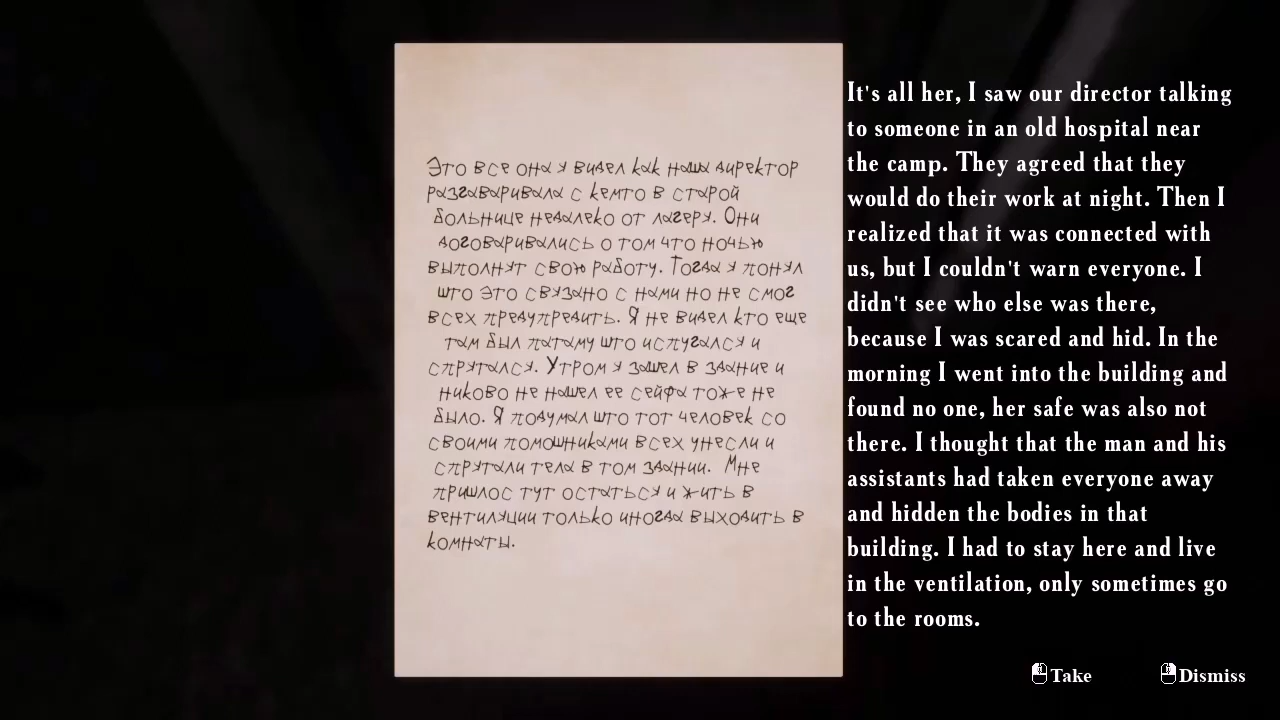 Это все она я видел как наша директор
разгаваривала с кемто в старой
больнице недалеко от лагеря. Они
договаривались о том что ночью
выполнят свою работу. Тогда я понял
што это связано с нами но не смог
всех предупредить. Я не видел кто еще
там был патаму што испугался и
спрятался. Утром я зашел в здание и
никово не нашел ее сейфа тоже не
было. Я подумал што тот человек со
своими помошниками всех унесли и
спрятали тела в том здании. Мне
пришлос тут остаться и жить в
вентиляции только иногда выходить в
комнаты.
It's all her, I saw our director talking
to someone in an old hospital near
the camp. They agreed that they
would do their work at night. Then I
realized that it was connected with
us, but I couldn't warn everyone. I
didn't see who else was there,
because I was scared and hid. In the
morning I went into the building and
found no one, her safe was also not
there. I thought that the man and his
assistants had taken everyone away
and hidden the bodies in that
building. I had to stay here and live
in the ventilation, only sometimes go
to the rooms.
Take Dismiss